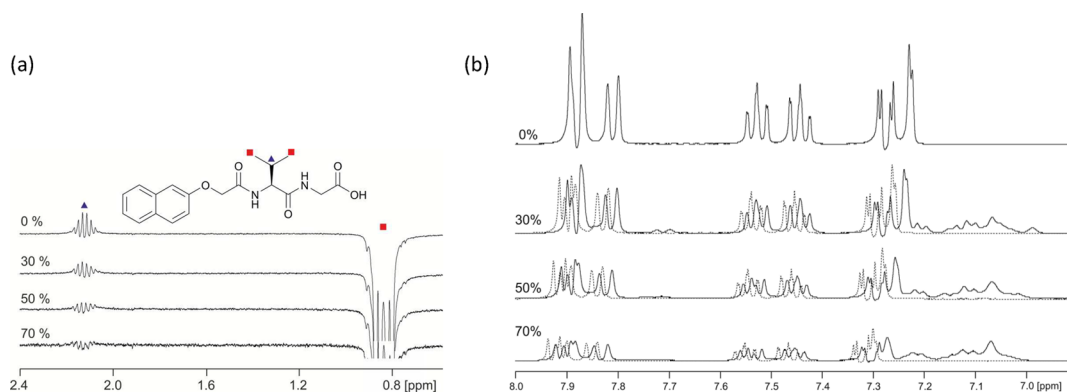 (a)
(b)
O
O
N
H
O
H
N
O
OH
0 %
30 %
50 %
70 %
2.4 2.0 1.6 1.2 0.8 [ppm]
0%
30%
50%
70%
8.0 7.9 7.8 7.7 7.6 7.5 7.4 7.3 7.2 7.1 7.0 [ppm]